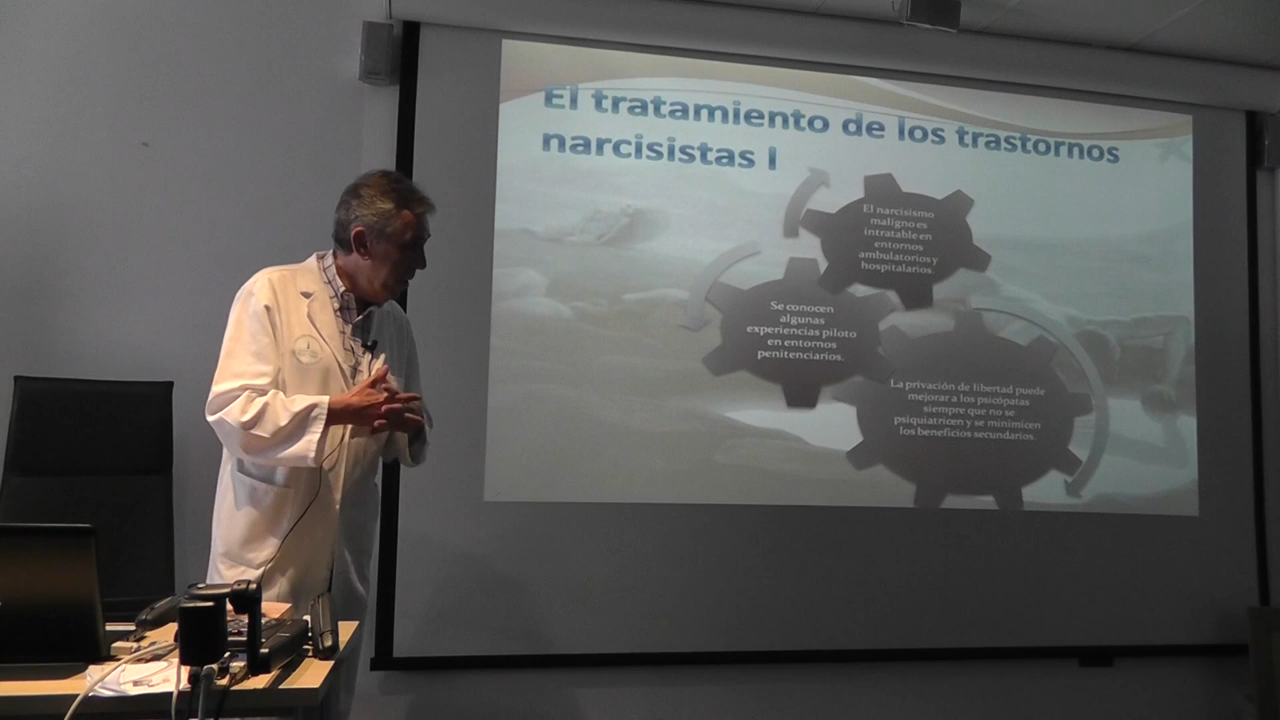 El tratamiento de los trastornos
narcisistas I
El narcisismo
maligno es
intratable en
entornos
ambulatorios y
hospitalarios.
Se conocen
algunas
experiencias piloto
en entornos
penitenciarios.
La privación de libertad puede
mejorar a los psicópatas
siempre que no se
psiquiatricen y se minimicen
los beneficios secundarios.